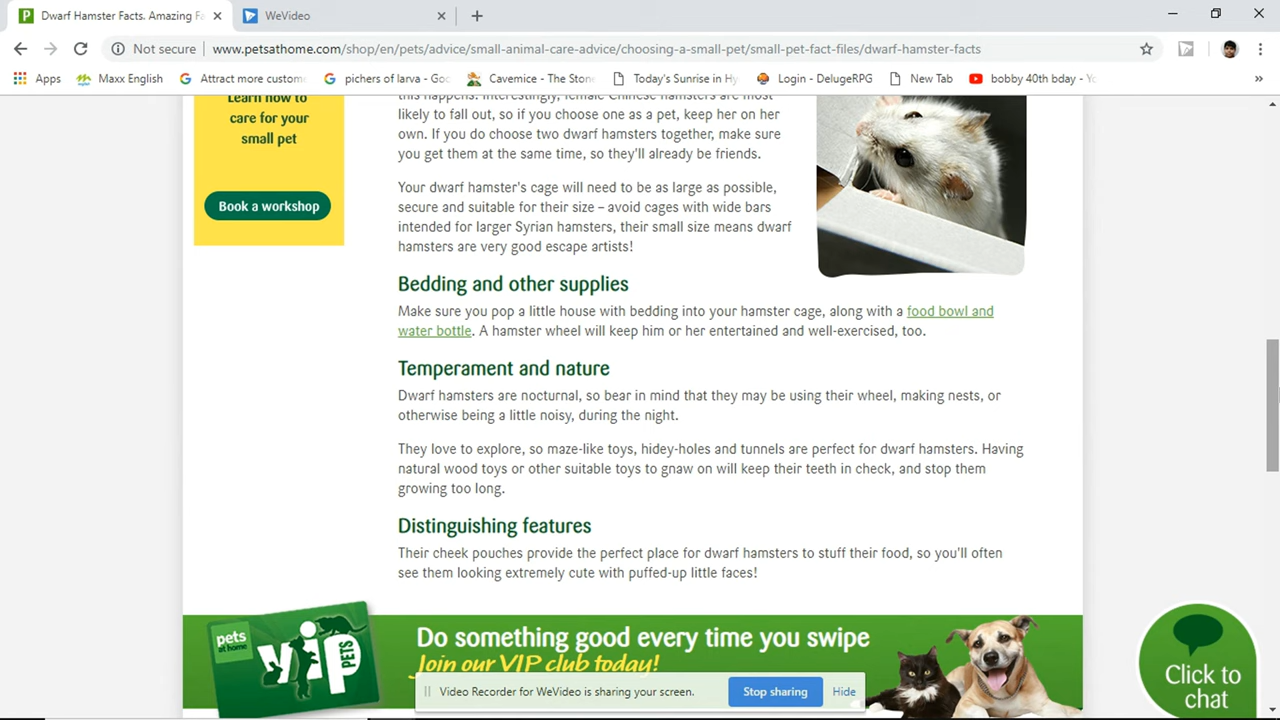 Dwarf Hamster Facts. Amazing Fa
WeVideo
Not secure
www.petsathome.com/shop/en/pets/advice/small-animal-care-advice/choosing-a-small-pet/small-pet-fact-files/dwarf-hamster-facts
Apps
Maxx English
Attract more custom
pichers of larva - Goo
Cavemice - The Ston
Today's Sunrise in Hy
Login - DelugeRPG
New Tab
bobby 40th bday - Yo
»
Learn how to
care for your
small pet
Book a workshop
this happens. Interestingly, female Chinese hamsters are most
likely to fall out, so if you choose one as a pet, keep her on her
own. If you do choose two dwarf hamsters together, make sure
you get them at the same time, so they'll already be friends.
Your dwarf hamster's cage will need to be as large as possible,
secure and suitable for their size – avoid cages with wide bars
intended for larger Syrian hamsters, their small size means dwarf
hamsters are very good escape artists!
Bedding and other supplies
Make sure you pop a little house with bedding into your hamster cage, along with a food bowl and
water bottle. A hamster wheel will keep him or her entertained and well-exercised, too.
Temperament and nature
Dwarf hamsters are nocturnal, so bear in mind that they may be using their wheel, making nests, or
otherwise being a little noisy, during the night.
They love to explore, so maze-like toys, hidey-holes and tunnels are perfect for dwarf hamsters. Having
natural wood toys or other suitable toys to gnaw on will keep their teeth in check, and stop them
growing too long.
Distinguishing features
Their cheek pouches provide the perfect place for dwarf hamsters to stuff their food, so you'll often
see them looking extremely cute with puffed-up little faces!
pets
at home
vip
PETS
Do something good every time you swipe
Join our VIP club today!
Video Recorder for WeVideo is sharing your screen.
Stop sharing
Hide
Click to
chat